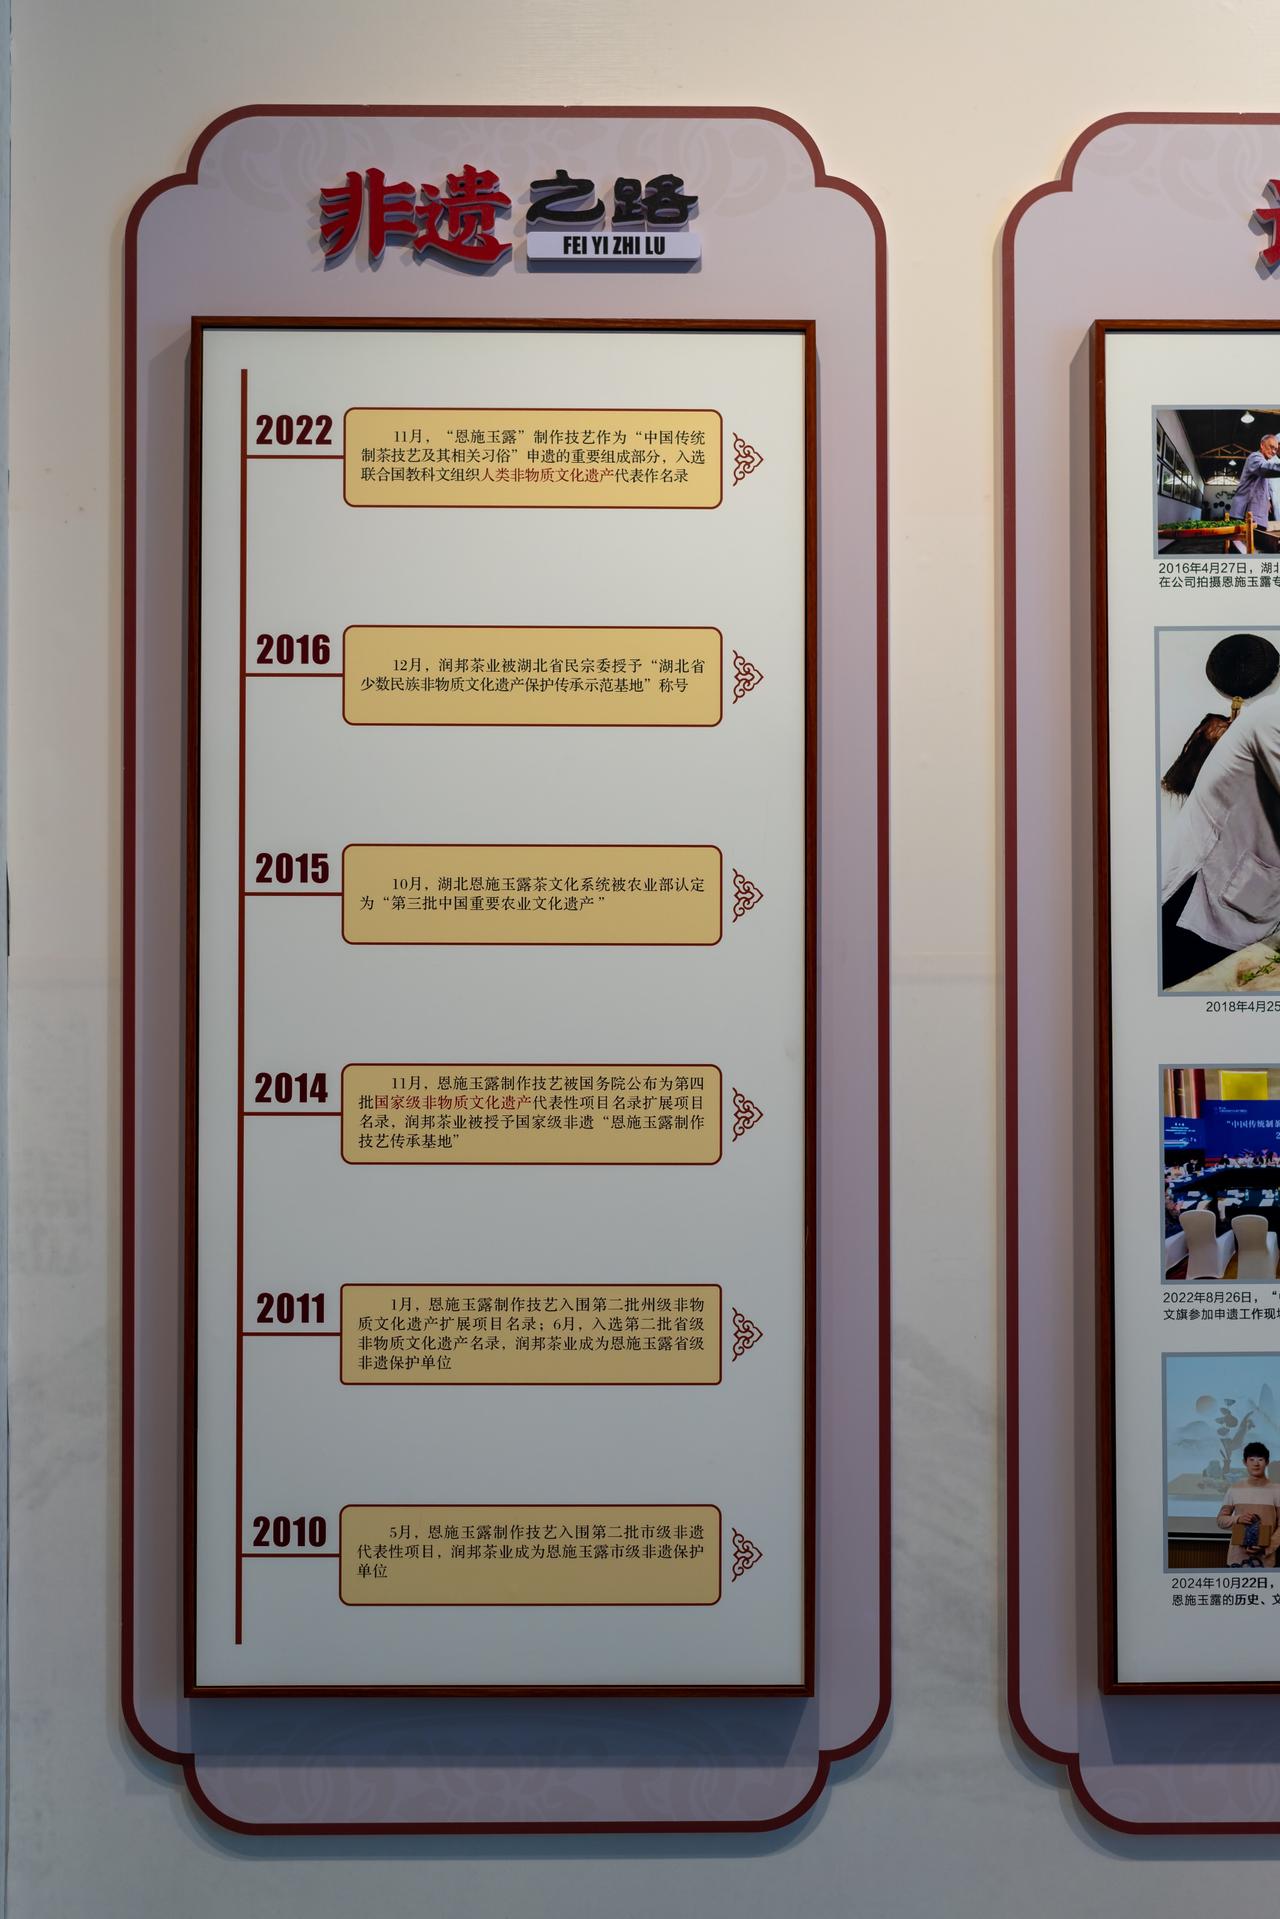 非遗之路
FEI YI ZHI LU
2022
11月，“恩施玉露”制作技艺作为“中国传统
制茶技艺及其相关习俗”申遗的重要组成部分，入选
联合国教科文组织人类非物质文化遗产代表作名录
2016
12月，润邦茶业被湖北省民宗委授予“湖北省
少数民族非物质文化遗产保护传承示范基地”称号
2015
10月，湖北恩施玉露茶文化系统被农业部认定
为“第三批中国重要农业文化遗产”
2014
11月，恩施玉露制作技艺被国务院公布为第四
批国家级非物质文化遗产代表性项目名录扩展项目
名录，润邦茶业被授予国家级非遗“恩施玉露制作
技艺传承基地”
2011
1月，恩施玉露制作技艺入围第二批州级非物
质文化遗产扩展项目名录；6月，入选第二批省级
非物质文化遗产名录，润邦茶业成为恩施玉露省级
非遗保护单位
2010
5月，恩施玉露制作技艺入围第二批市级非遗
代表性项目，润邦茶业成为恩施玉露市级非遗保护
单位
2016年4月27日，湖北
在公司拍摄恩施玉露专
2018年4月25
“中国传统制茶
2022年8月26日，“
文旗参加申遗工作现场
2024年10月22日，
恩施玉露的历史、文